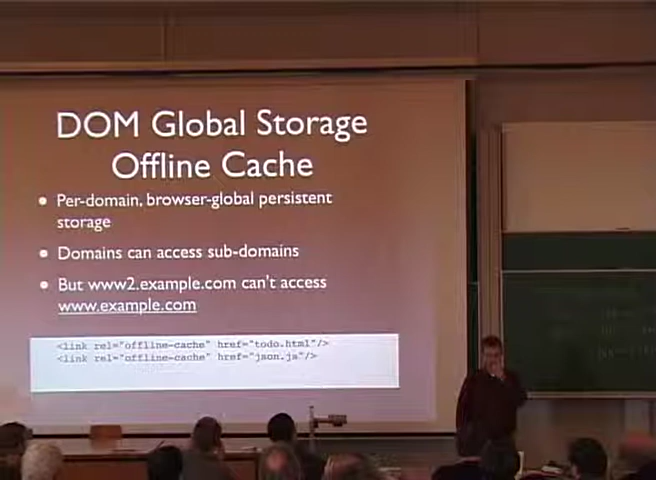 DOM Global Storage
Offline Cache
• Per-domain, browser-global persistent
storage
• Domains can access sub-domains
• But www2.example.com can't access
www.example.com
<link rel="offline-cache" href="todo.html"/>
<link rel="offline-cache" href="json.js"/>